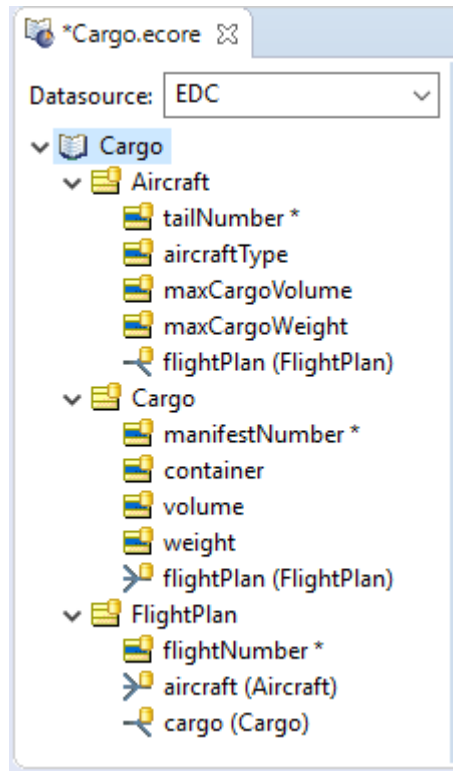 *Cargo.ecore
Datasource: EDC
Cargo
Aircraft
tailNumber *
aircraftType
maxCargoVolume
maxCargoWeight
flightPlan (FlightPlan)
Cargo
manifestNumber *
container
volume
weight
flightPlan (FlightPlan)
FlightPlan
flightNumber *
aircraft (Aircraft)
cargo (Cargo)